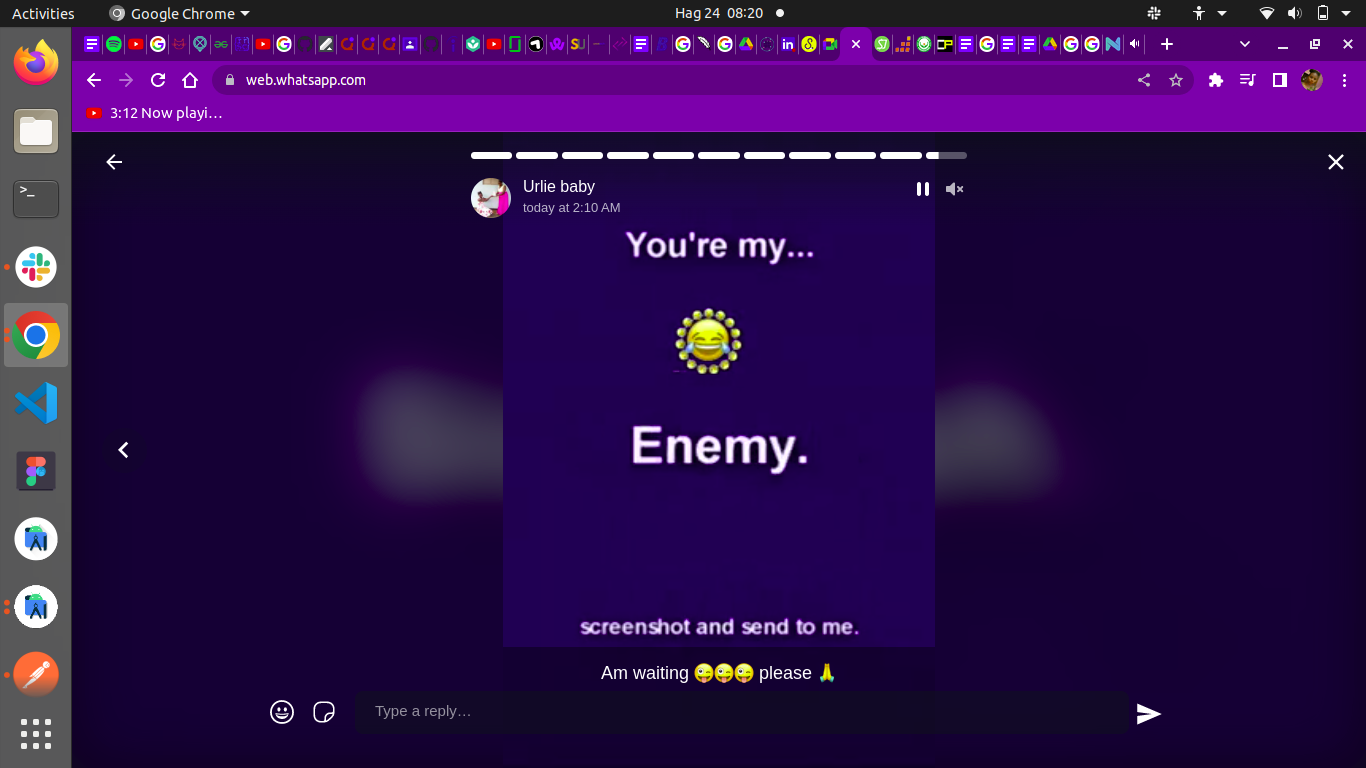 Activities
Google Chrome
Hag 24 08:20
web.whatsapp.com
3:12 Now playi…
Urlie baby
today at 2:10 AM
You're my...
Enemy.
screenshot and send to me.
Am waiting 😜😜😜 please 🙏
Type a reply…